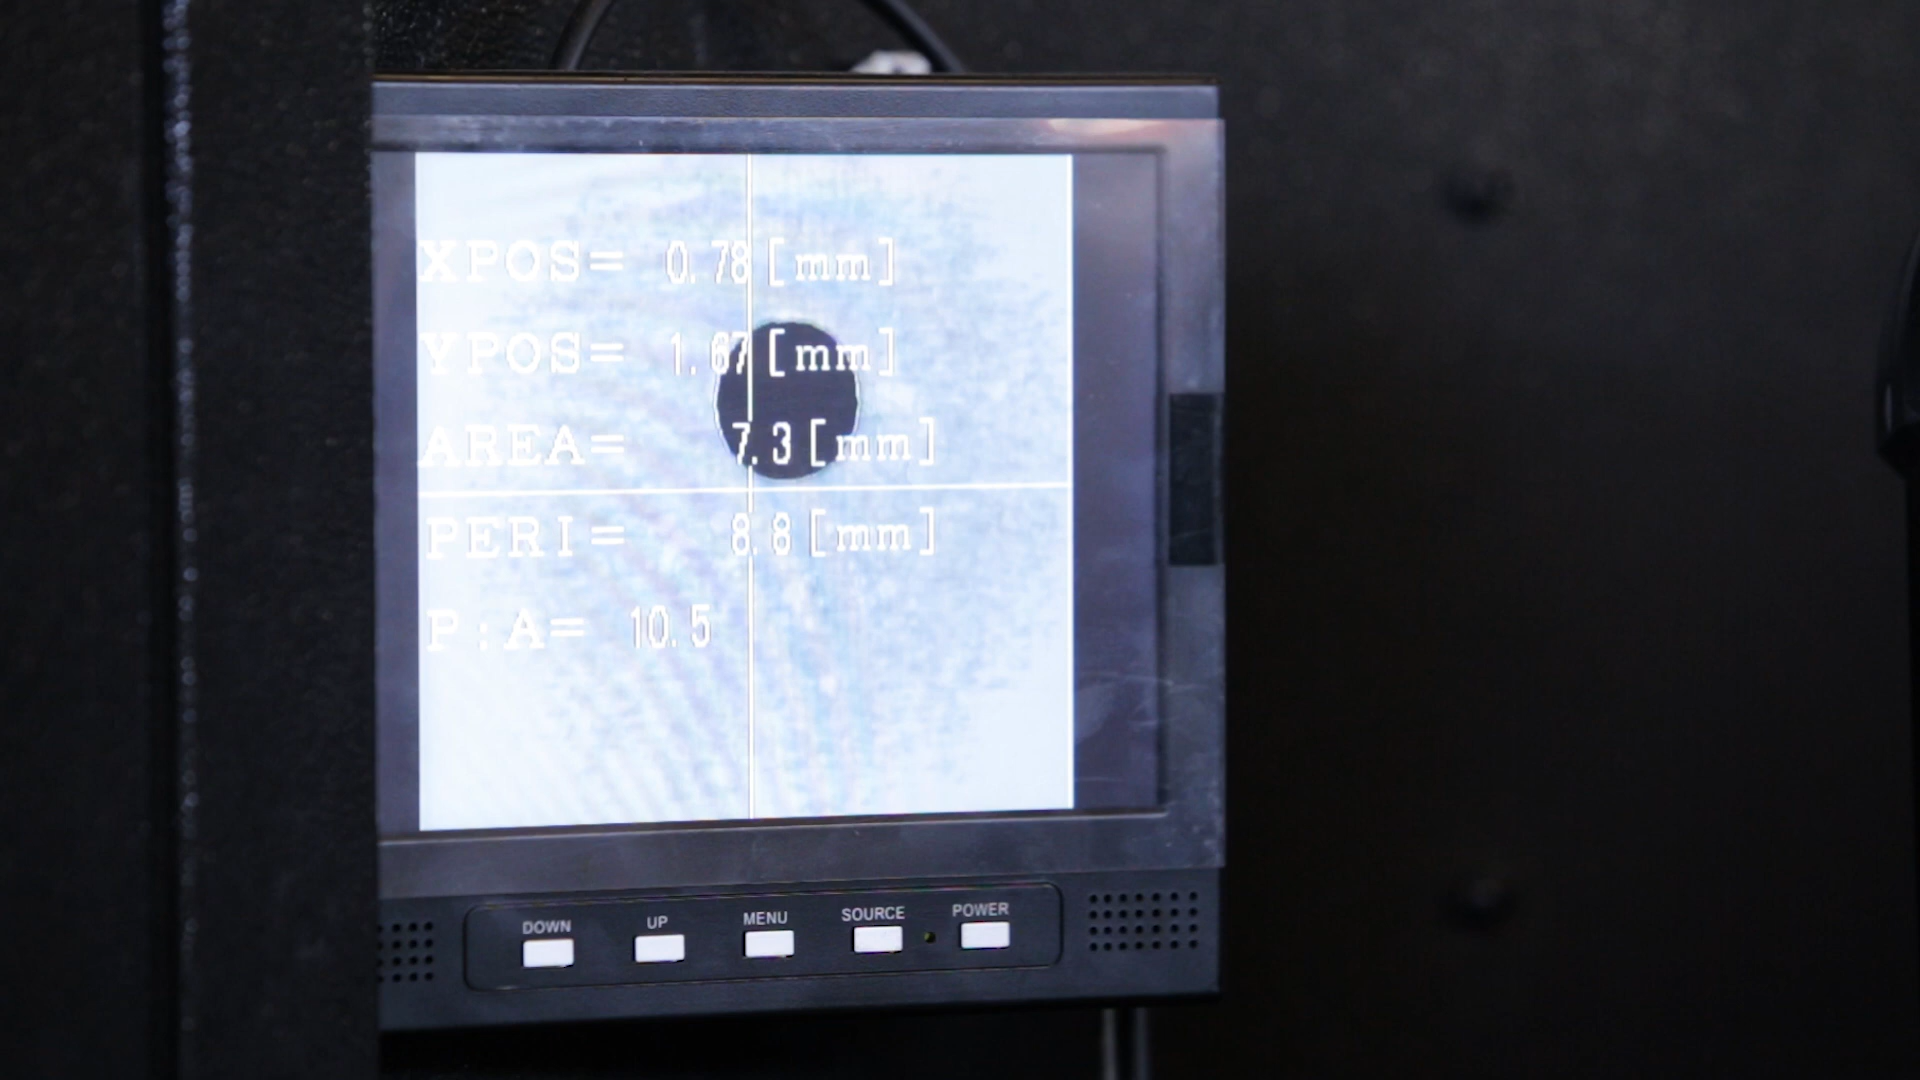 XPOS= 0.78[mm]
YPOS= 1.67[mm]
AREA= 7.3[mm]
PERI= 8.8[mm]
P:A= 10.5
DOWN UP MENU SOURCE POWER